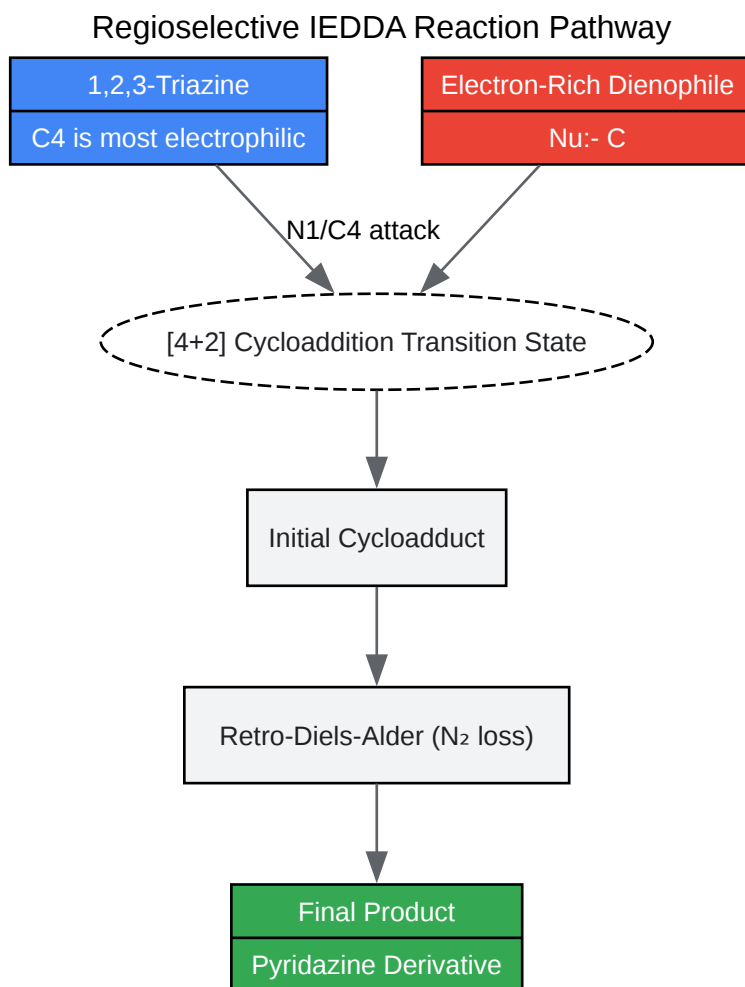 Regioselective IEDDA Reaction Pathway
1,2,3-Triazine
C4 is most electrophilic
Electron-Rich Dienophile
Nu:- C
N1/C4 attack
[4+2] Cycloaddition Transition State
Initial Cycloadduct
Retro-Diels-Alder (N₂ loss)
Final Product
Pyridazine Derivative